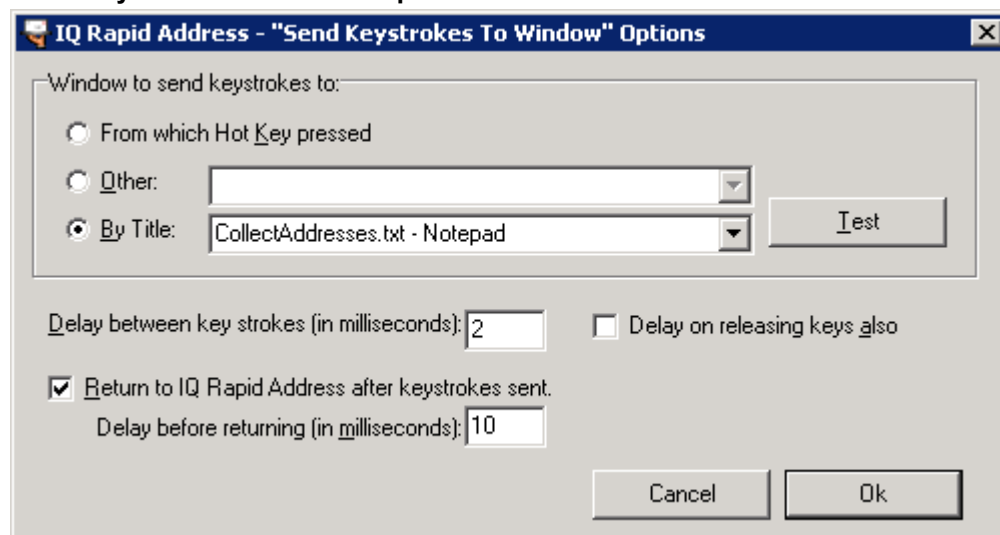 IQ Rapid Address - "Send Keystrokes To Window" Options
Window to send keystrokes to:
From which Hot Key pressed
Other:
By Title: CollectAddresses.txt - Notepad
Test
Delay between key strokes (in milliseconds): 2
Delay on releasing keys also
Return to IQ Rapid Address after keystrokes sent.
Delay before returning (in milliseconds): 10
Cancel
Ok